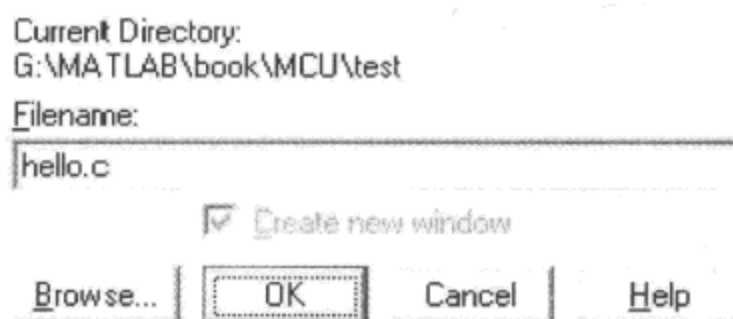 Current Directory:
G:\MATLAB\book\MCU\test
Filename:
hello.c
Create new window
Browse... OK Cancel Help